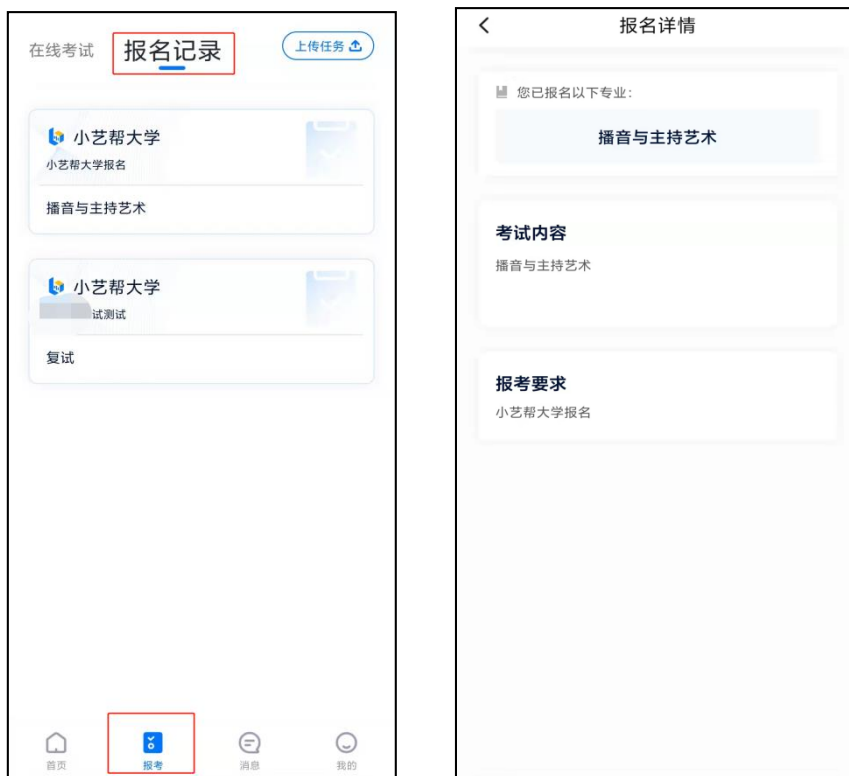 在线考试 报名记录 上传任务
小艺帮大学
小艺帮大学报名
播音与主持艺术
小艺帮大学
试测试
复试
首页 报考 消息 我的
报名详情
您已报名以下专业：
播音与主持艺术
考试内容
播音与主持艺术
报考要求
小艺帮大学报名